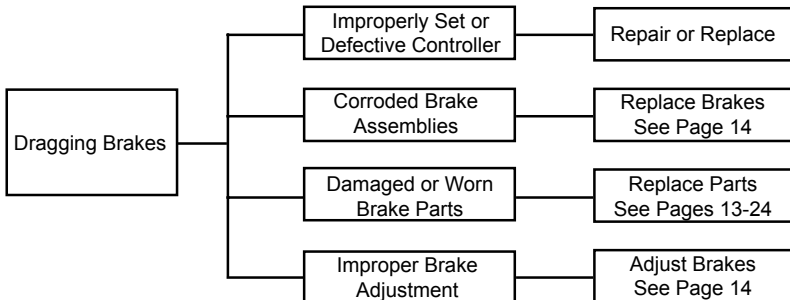 Dragging Brakes
Improperly Set or
Defective Controller
Repair or Replace
Corroded Brake
Assemblies
Replace Brakes
See Page 14
Damaged or Worn
Brake Parts
Replace Parts
See Pages 13-24
Improper Brake
Adjustment
Adjust Brakes
See Page 14